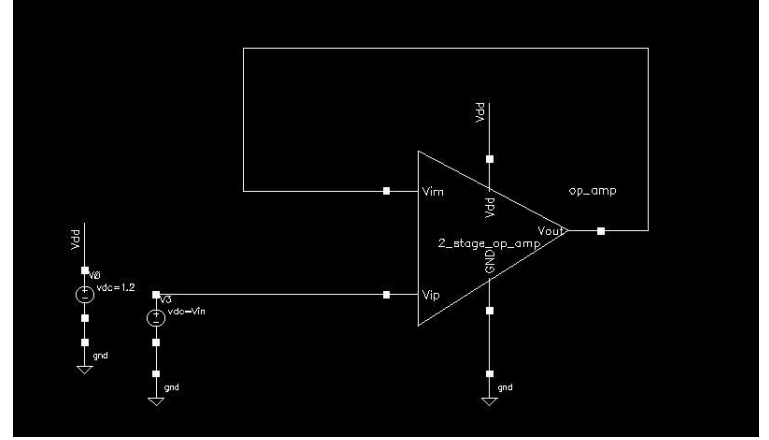 Vdd
op_amp
Vim
Vdd
Vout
2_stage_op_amp
GND
Vdd
V0
vdc=1.2
Vip
V3
vdc=Vin
gnd
gnd
gnd